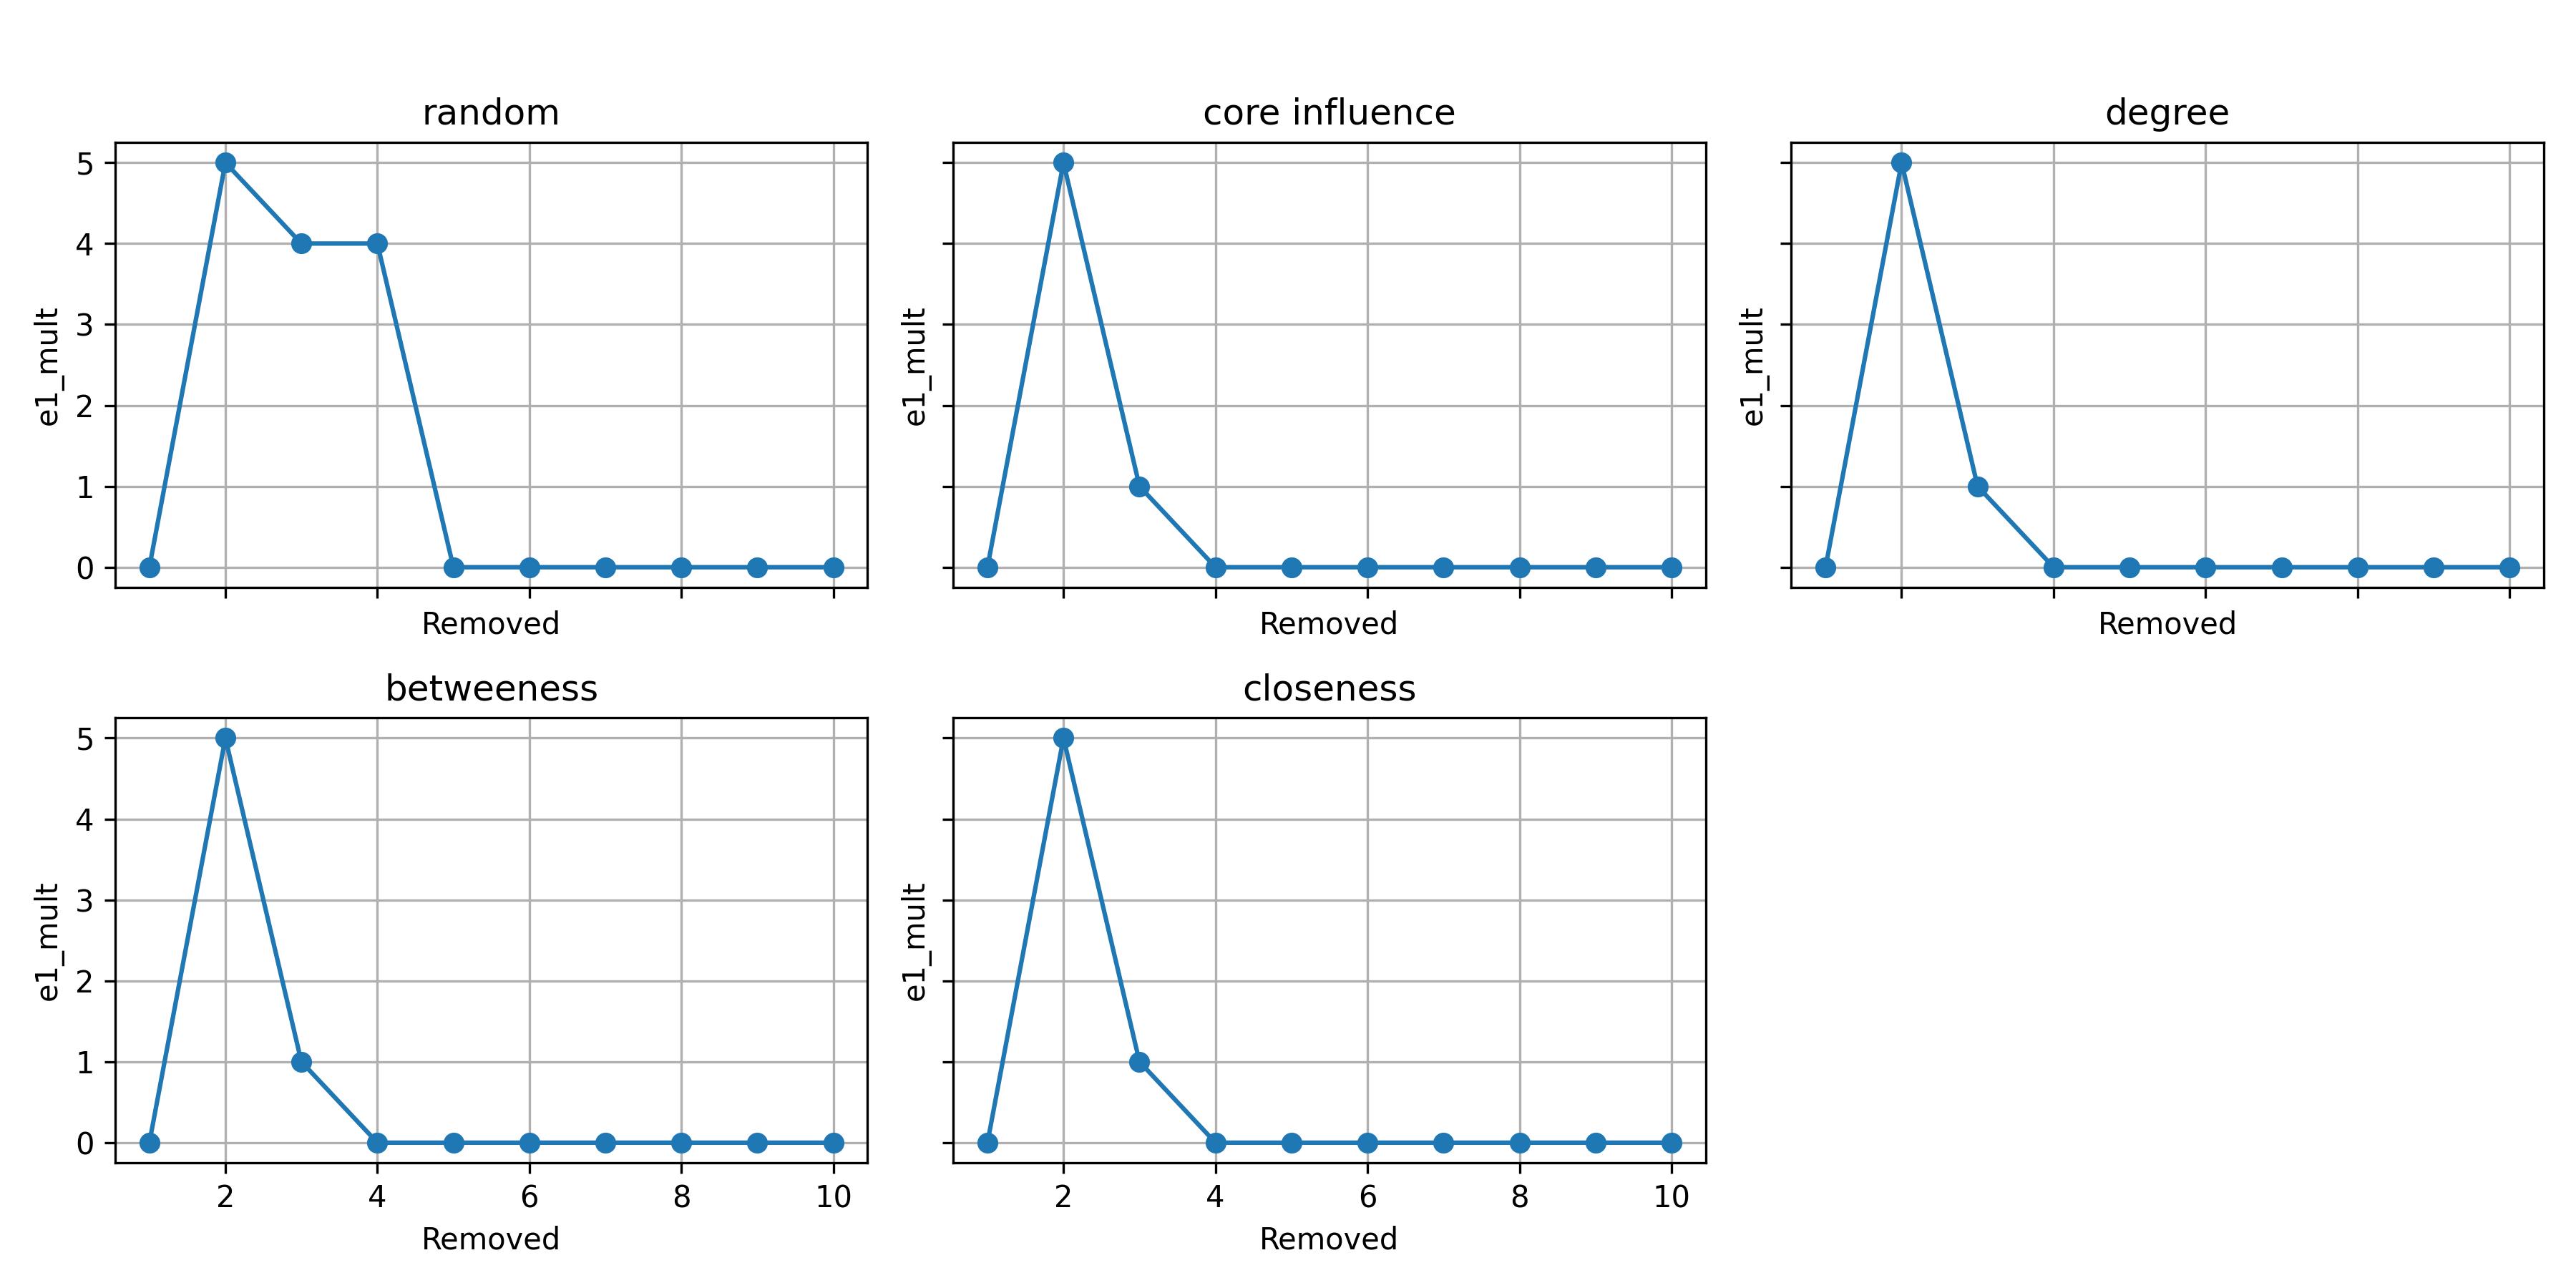 random
core influence
degree
5
4
3
2
1
0
e1_mult
e1_mult
e1_mult
Removed
Removed
Removed
betweeness
closeness
5
4
3
2
1
0
e1_mult
e1_mult
2 4 6 8 10
2 4 6 8 10
Removed
Removed